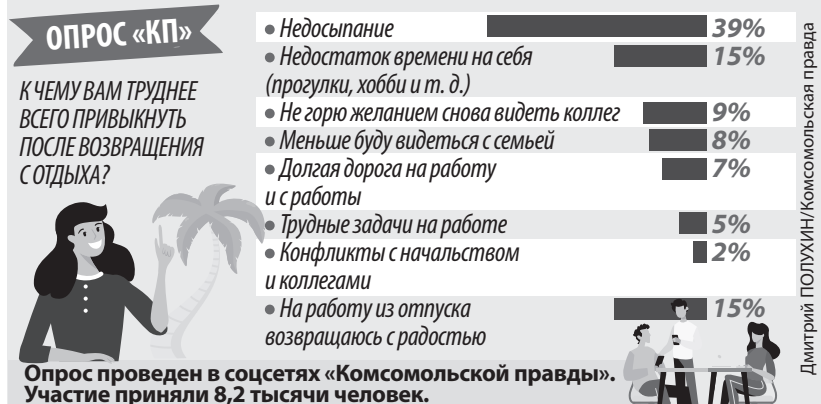 ОПРОС «КП»
К ЧЕМУ ВАМ ТРУДНЕЕ
ВСЕГО ПРИВЫКНУТЬ
ПОСЛЕ ВОЗВРАЩЕНИЯ
С ОТДЫХА?
• Недосыпание 39%
• Недостаток времени на себя 15%
(прогулки, хобби и т. д.)
• Не горю желанием снова видеть коллег 9%
• Меньше буду видеться с семьей 8%
• Долгая дорога на работу 7%
и с работы
• Трудные задачи на работе 5%
• Конфликты с начальством 2%
и коллегами
• На работу из отпуска 15%
возвращаюсь с радостью
Опрос проведен в соцсетях «Комсомольской правды».
Участие приняли 8,2 тысячи человек.
Дмитрий ПОЛУХИН/Комсомольская правда